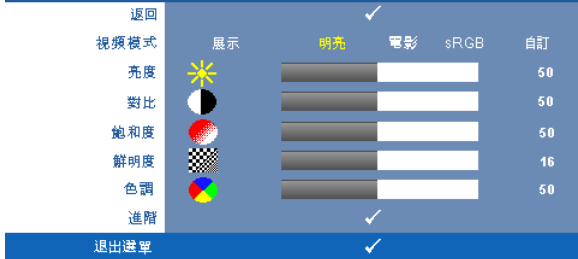 返回
視頻模式 展示 明亮 電影 sRGB 自訂
亮度 50
對比 50
飽和度 50
鮮明度 16
色調 50
進階
退出選單